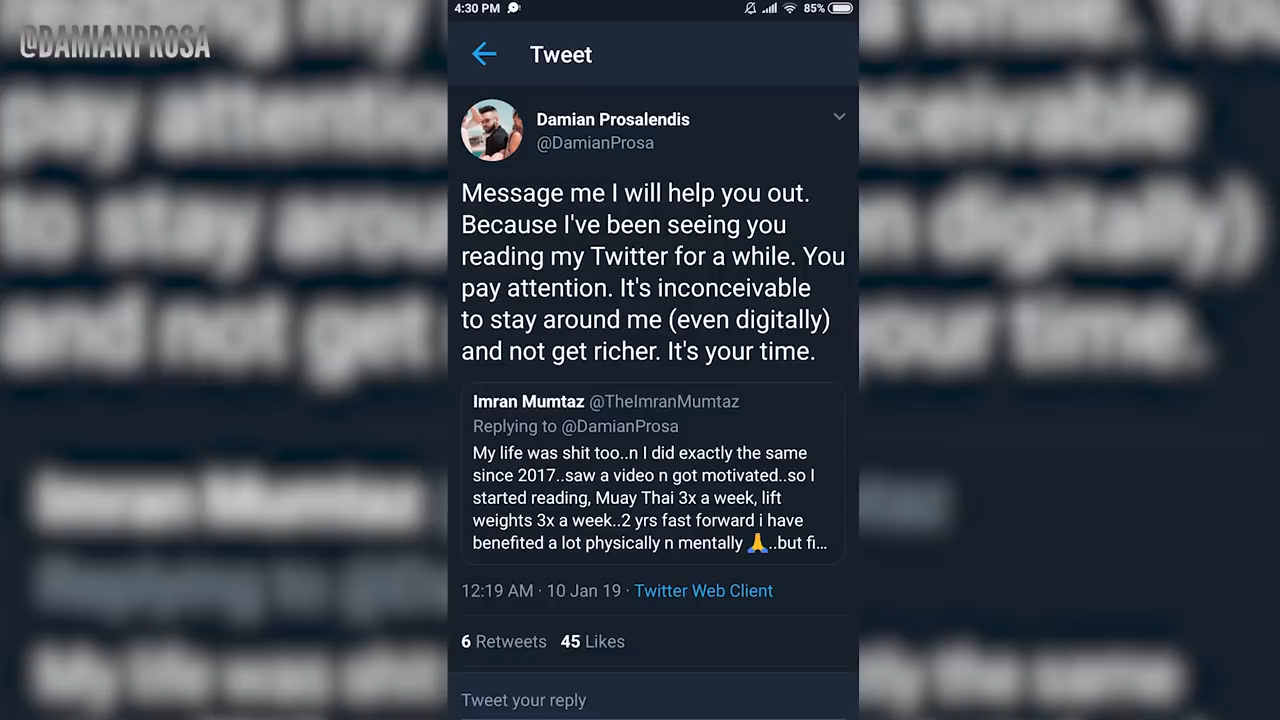 @DAMIANPROSA
4:30 PM
85%
Tweet
Damian Prosalendis
@DamianProsa
Message me I will help you out.
Because I've been seeing you
reading my Twitter for a while. You
pay attention. It's inconceivable
to stay around me (even digitally)
and not get richer. It's your time.
Imran Mumtaz @TheImranMumtaz
Replying to @DamianProsa
My life was shit too..n I did exactly the same
since 2017..saw a video n got motivated..so I
started reading, Muay Thai 3x a week, lift
weights 3x a week..2 yrs fast forward i have
benefited a lot physically n mentally 🙏..but fi...
12:19 AM · 10 Jan 19 · Twitter Web Client
6 Retweets 45 Likes
Tweet your reply